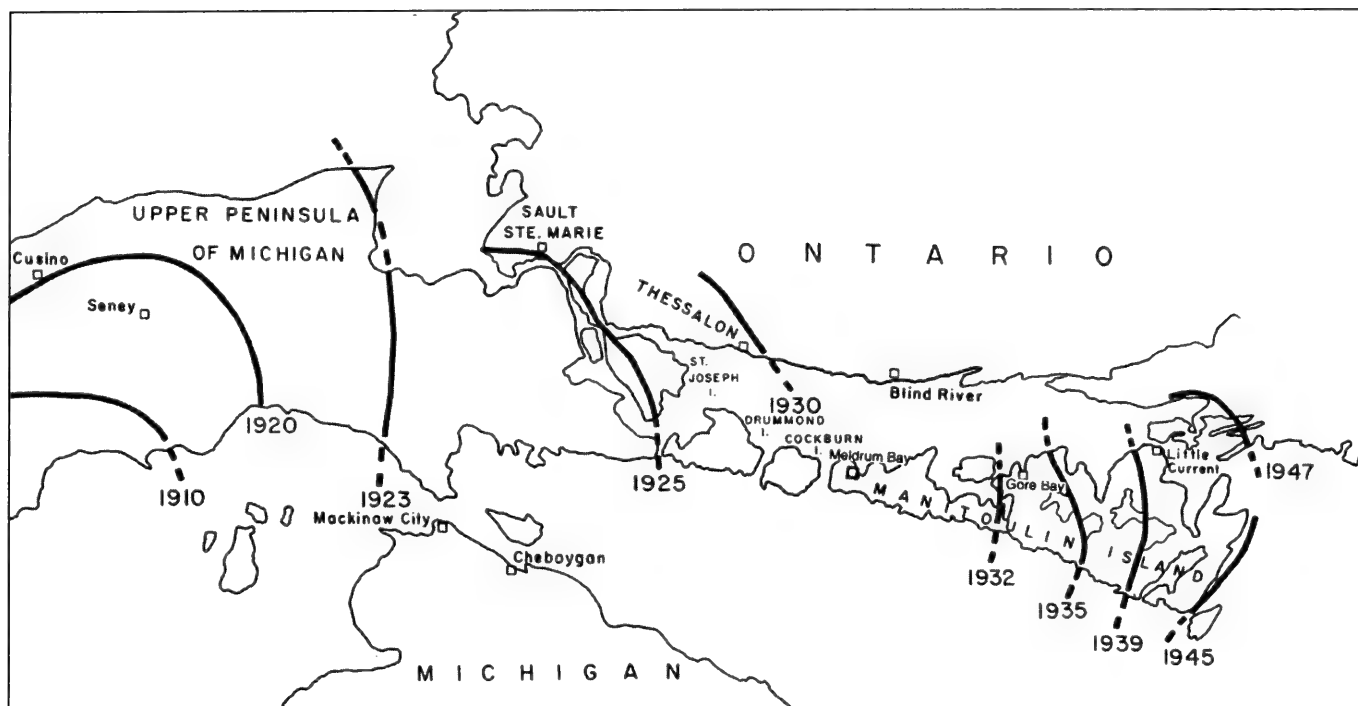 SAULT
STE. MARIE
UPPER PENINSULA
OF MICHIGAN
ONTARIO
Cusino
Seney
THESSALON
ST.
JOSEPH
I.
Blind River
1930
1920
DRUMMOND
I.
COCKBURN
I.
Meldrum Bay
Little
Current
1910
1923
1925
Gore Bay
1947
MANITOULIN ISLAND
Mackinaw City
Cheboygan
1932
1935
1939
1945
MICHIGAN